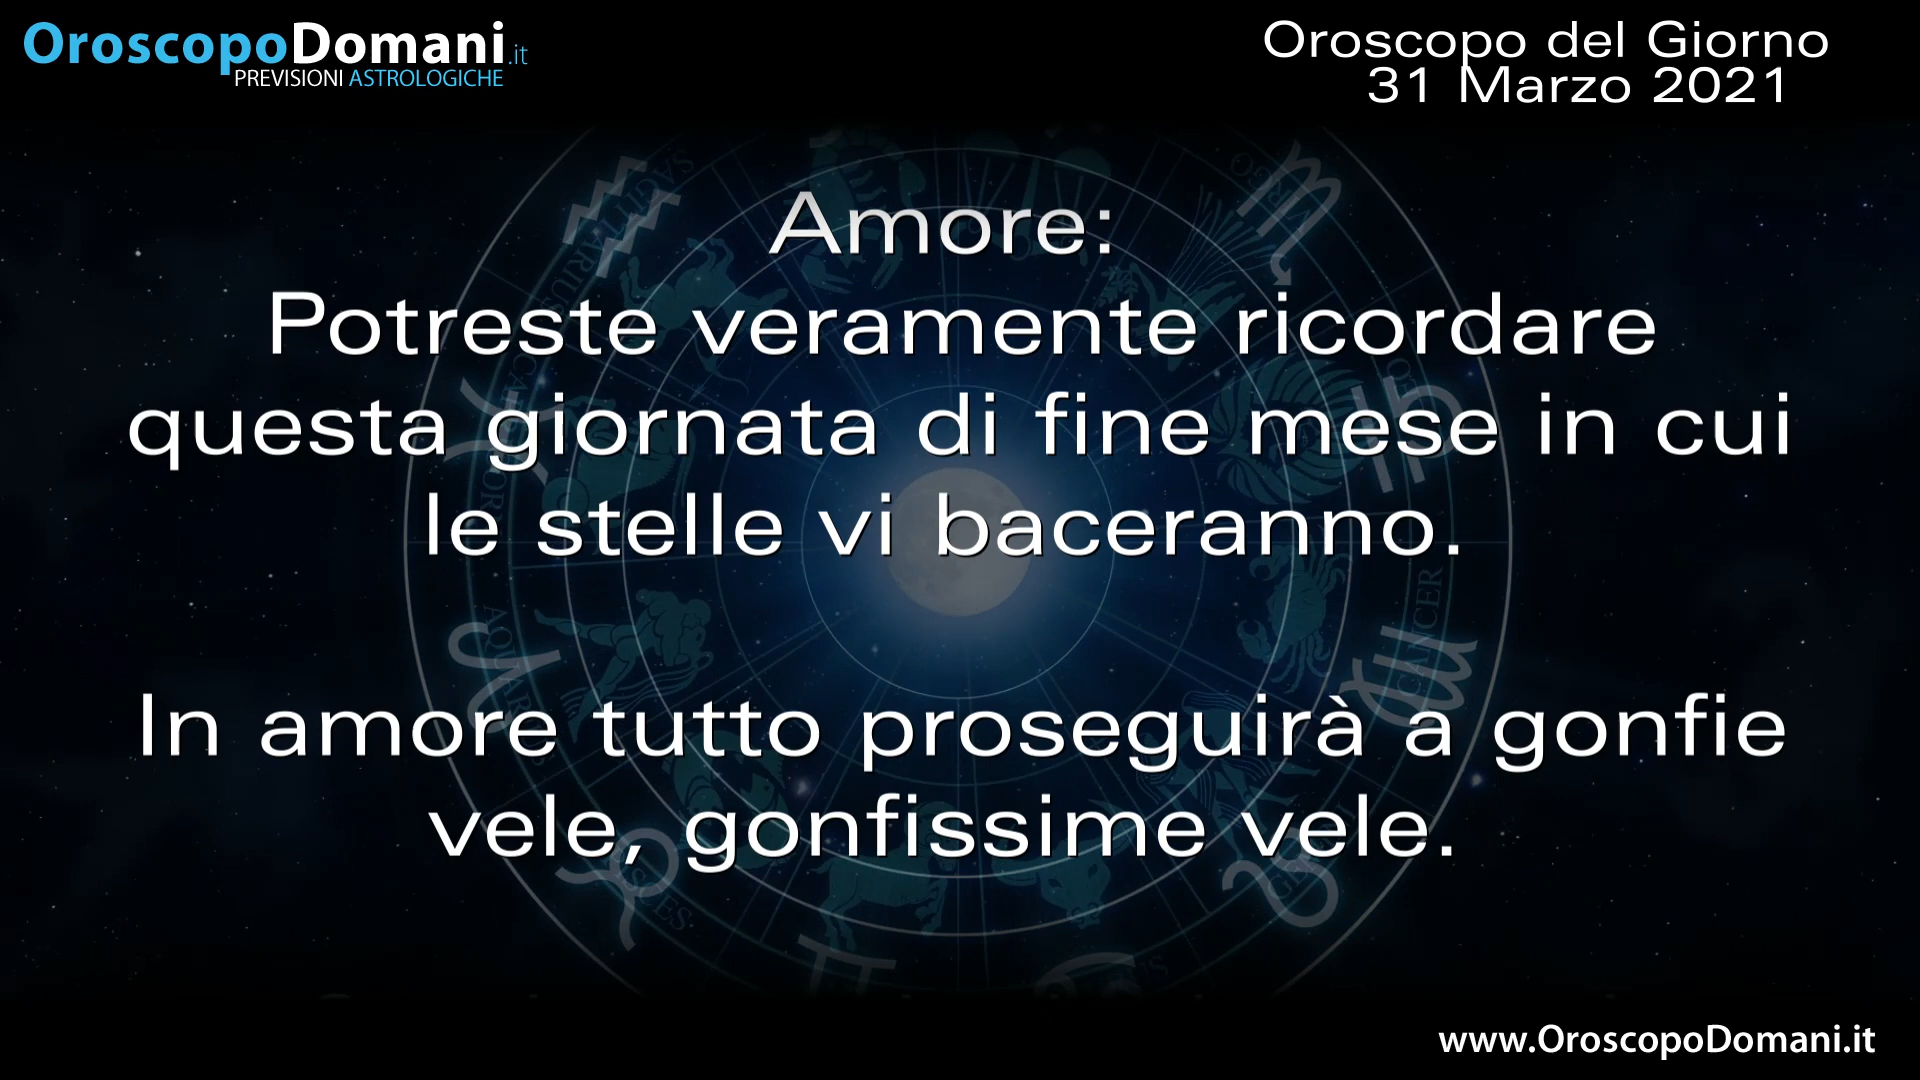 OroscopoDomani.it
PREVISIONI ASTROLOGICHE
Oroscopo del Giorno
31 Marzo 2021
Amore:
Potreste veramente ricordare
questa giornata di fine mese in cui
le stelle vi baceranno.
In amore tutto proseguirà a gonfie
vele, gonfissime vele.
CANCER
www.OroscopoDomani.it